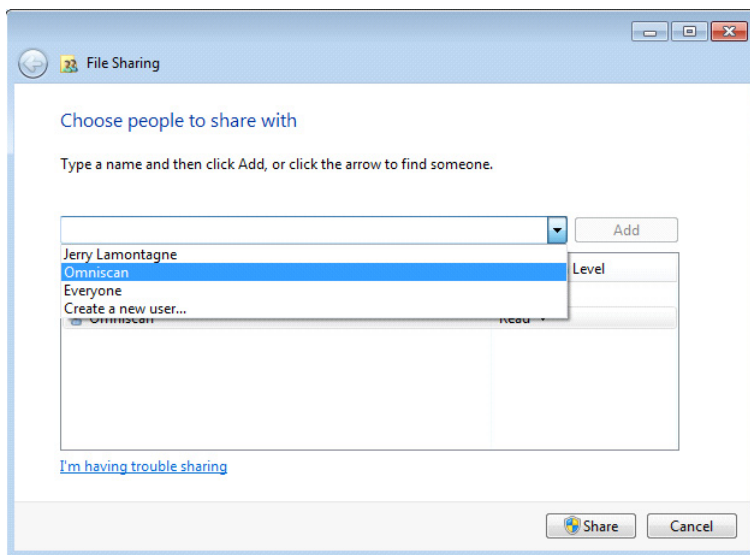 File Sharing
Choose people to share with
Type a name and then click Add, or click the arrow to find someone.
Add
Jerry Lamontagne
Omniscan
Level
Everyone
Create a new user...
Omniscan Read
I'm having trouble sharing
Share Cancel